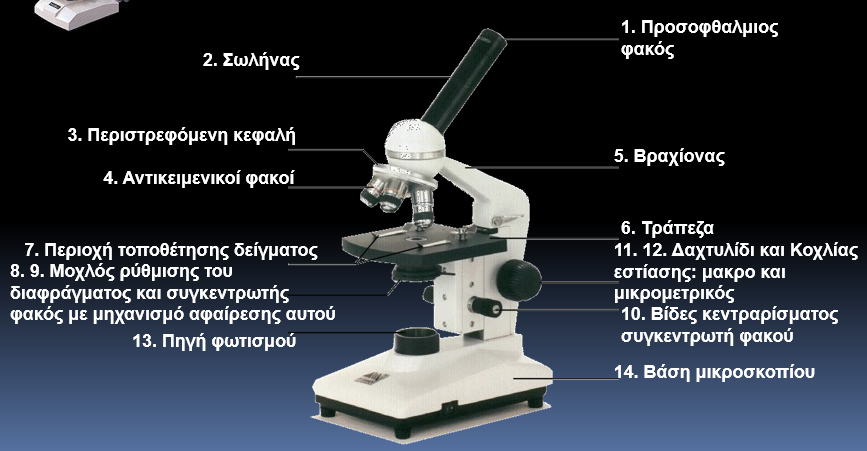 1. Προσοφθαλμιος
φακός
2. Σωλήνας
3. Περιστρεφόμενη κεφαλή
4. Αντικειμενικοί φακοί
5. Βραχίονας
6. Τράπεζα
7. Περιοχή τοποθέτησης δείγματος
8. 9. Μοχλός ρύθμισης του
διαφράγματος και συγκεντρωτής
φακός με μηχανισμό αφαίρεσης αυτού
11. 12. Δαχτυλίδι και Κοχλίας
εστίασης: μακρο και
μικρομετρικός
10. Βίδες κεντραρίσματος
συγκεντρωτή φακού
13. Πηγή φωτισμού
14. Βάση μικροσκοπίου